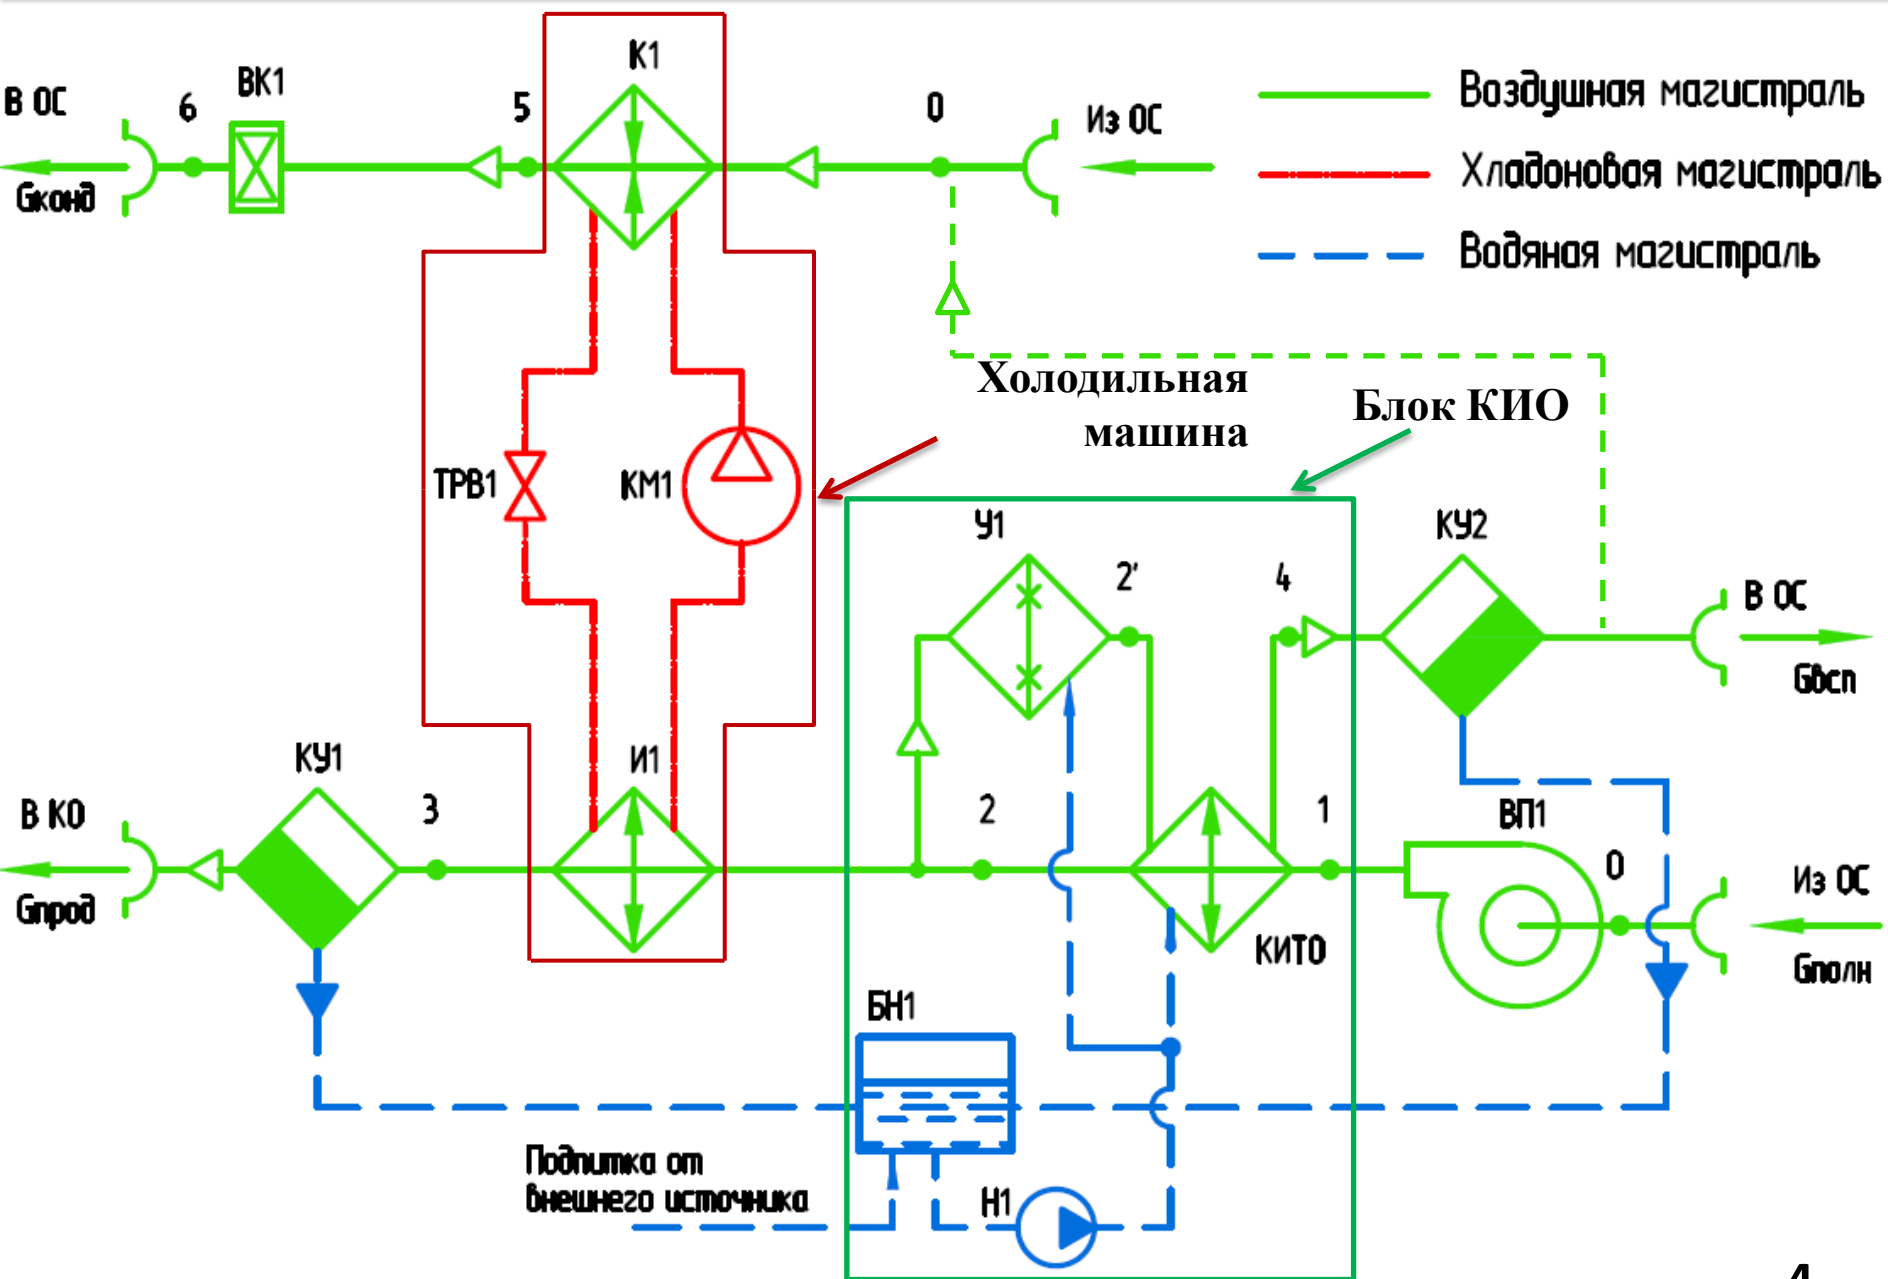 К1
ВК1
В ОС
6
5
0
Из ОС
Gконд
Воздушная магистраль
Хладоновая магистраль
Водяная магистраль
Холодильная
машина
Блок КИО
ТРВ1
КМ1
У1
2'
4
КУ2
В ОС
Gвсп
КУ1
И1
В КО
3
2
1
ВП1
0
Из ОС
Gпрод
КИТО
Gполн
БН1
Подпитка от
внешнего источника
Н1
4